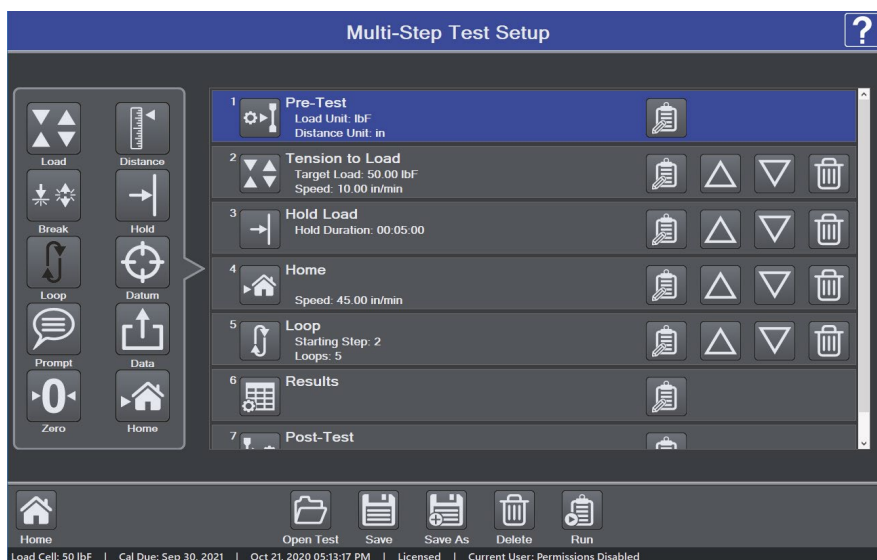 Multi-Step Test Setup
?
Load
Distance
Break
Hold
Loop
Datum
Prompt
Data
0
Zero
Home
1 Pre-Test
Load Unit: lbF
Distance Unit: in
2 Tension to Load
Target Load: 50.00 lbF
Speed: 10.00 in/min
3 Hold Load
Hold Duration: 00:05:00
4 Home
Speed: 45.00 in/min
5 Loop
Starting Step: 2
Loops: 5
6 Results
7 Post-Test
Home
Open Test
Save
Save As
Delete
Run
Load Cell: 50 lbF | Cal Due: Sep 30, 2021 | Oct 21, 2020 05:13:17 PM | Licensed | Current User: Permissions Disabled